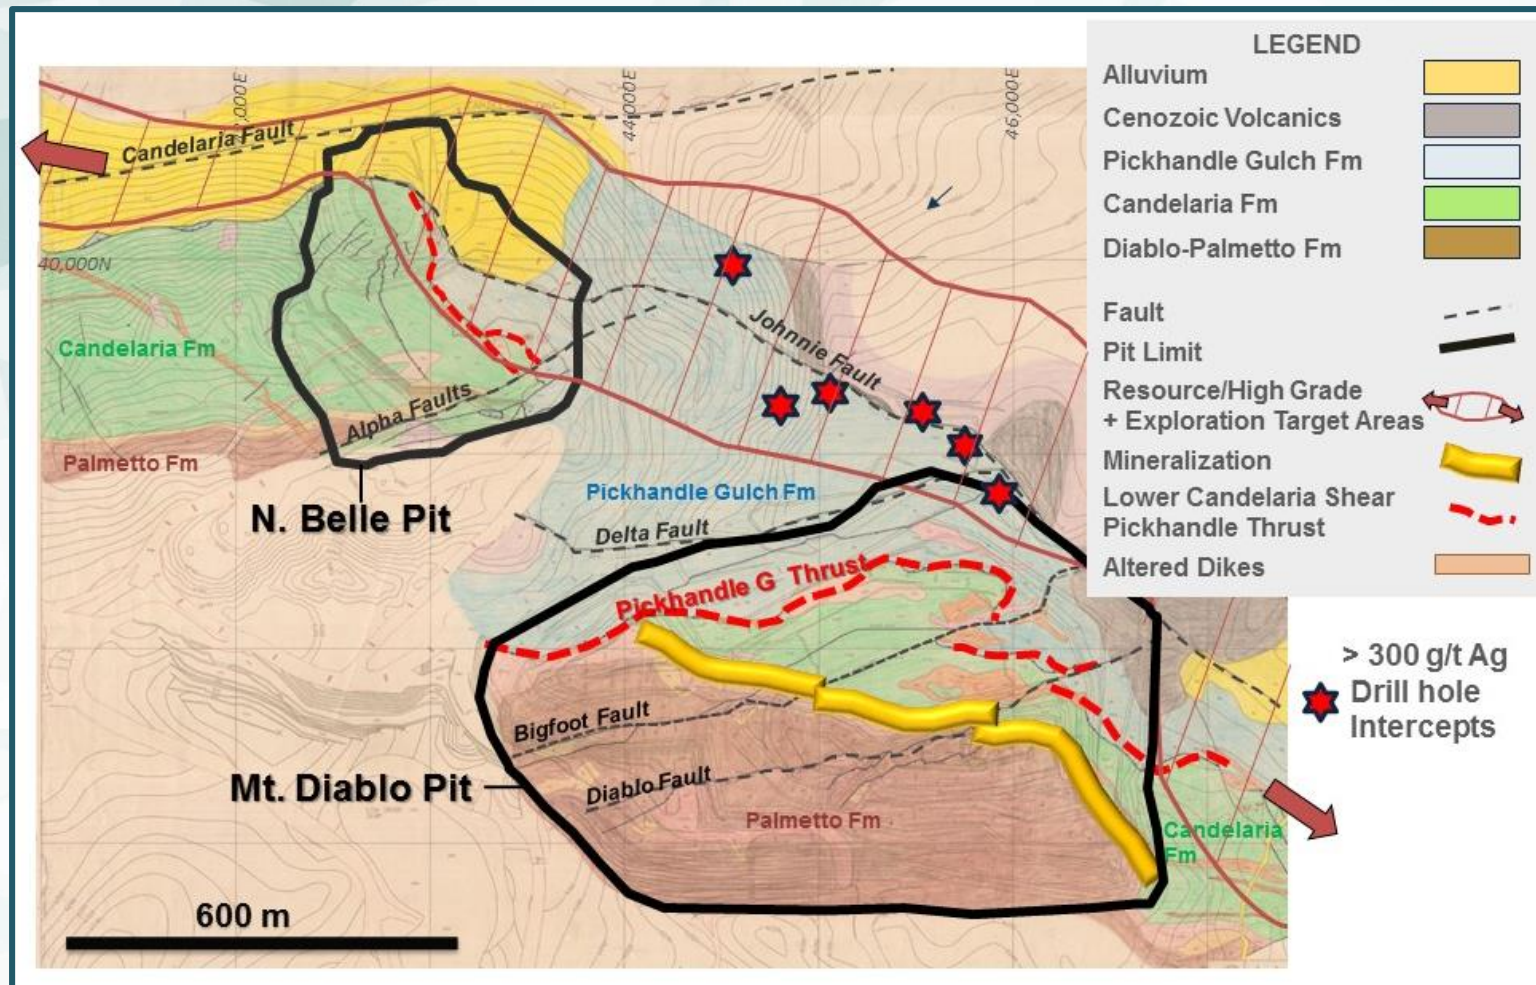 LEGEND
Alluvium
Cenozoic Volcanics
Pickhandle Gulch Fm
Candelaria Fm
Diablo-Palmetto Fm
Fault
Pit Limit
Resource/High Grade
+ Exploration Target Areas
Mineralization
Lower Candelaria Shear
Pickhandle Thrust
Altered Dikes
> 300 g/t Ag
Drill hole
Intercepts
44,000E
46,000E
Candelaria Fault
40,000N
Candelaria Fm
Johnnie Fault
Alpha Faults
Palmetto Fm
N. Belle Pit
Pickhandle Gulch Fm
Delta Fault
Pickhandle G Thrust
Bigfoot Fault
Mt. Diablo Pit
Diablo Fault
Palmetto Fm
Candelaria
Fm
600 m